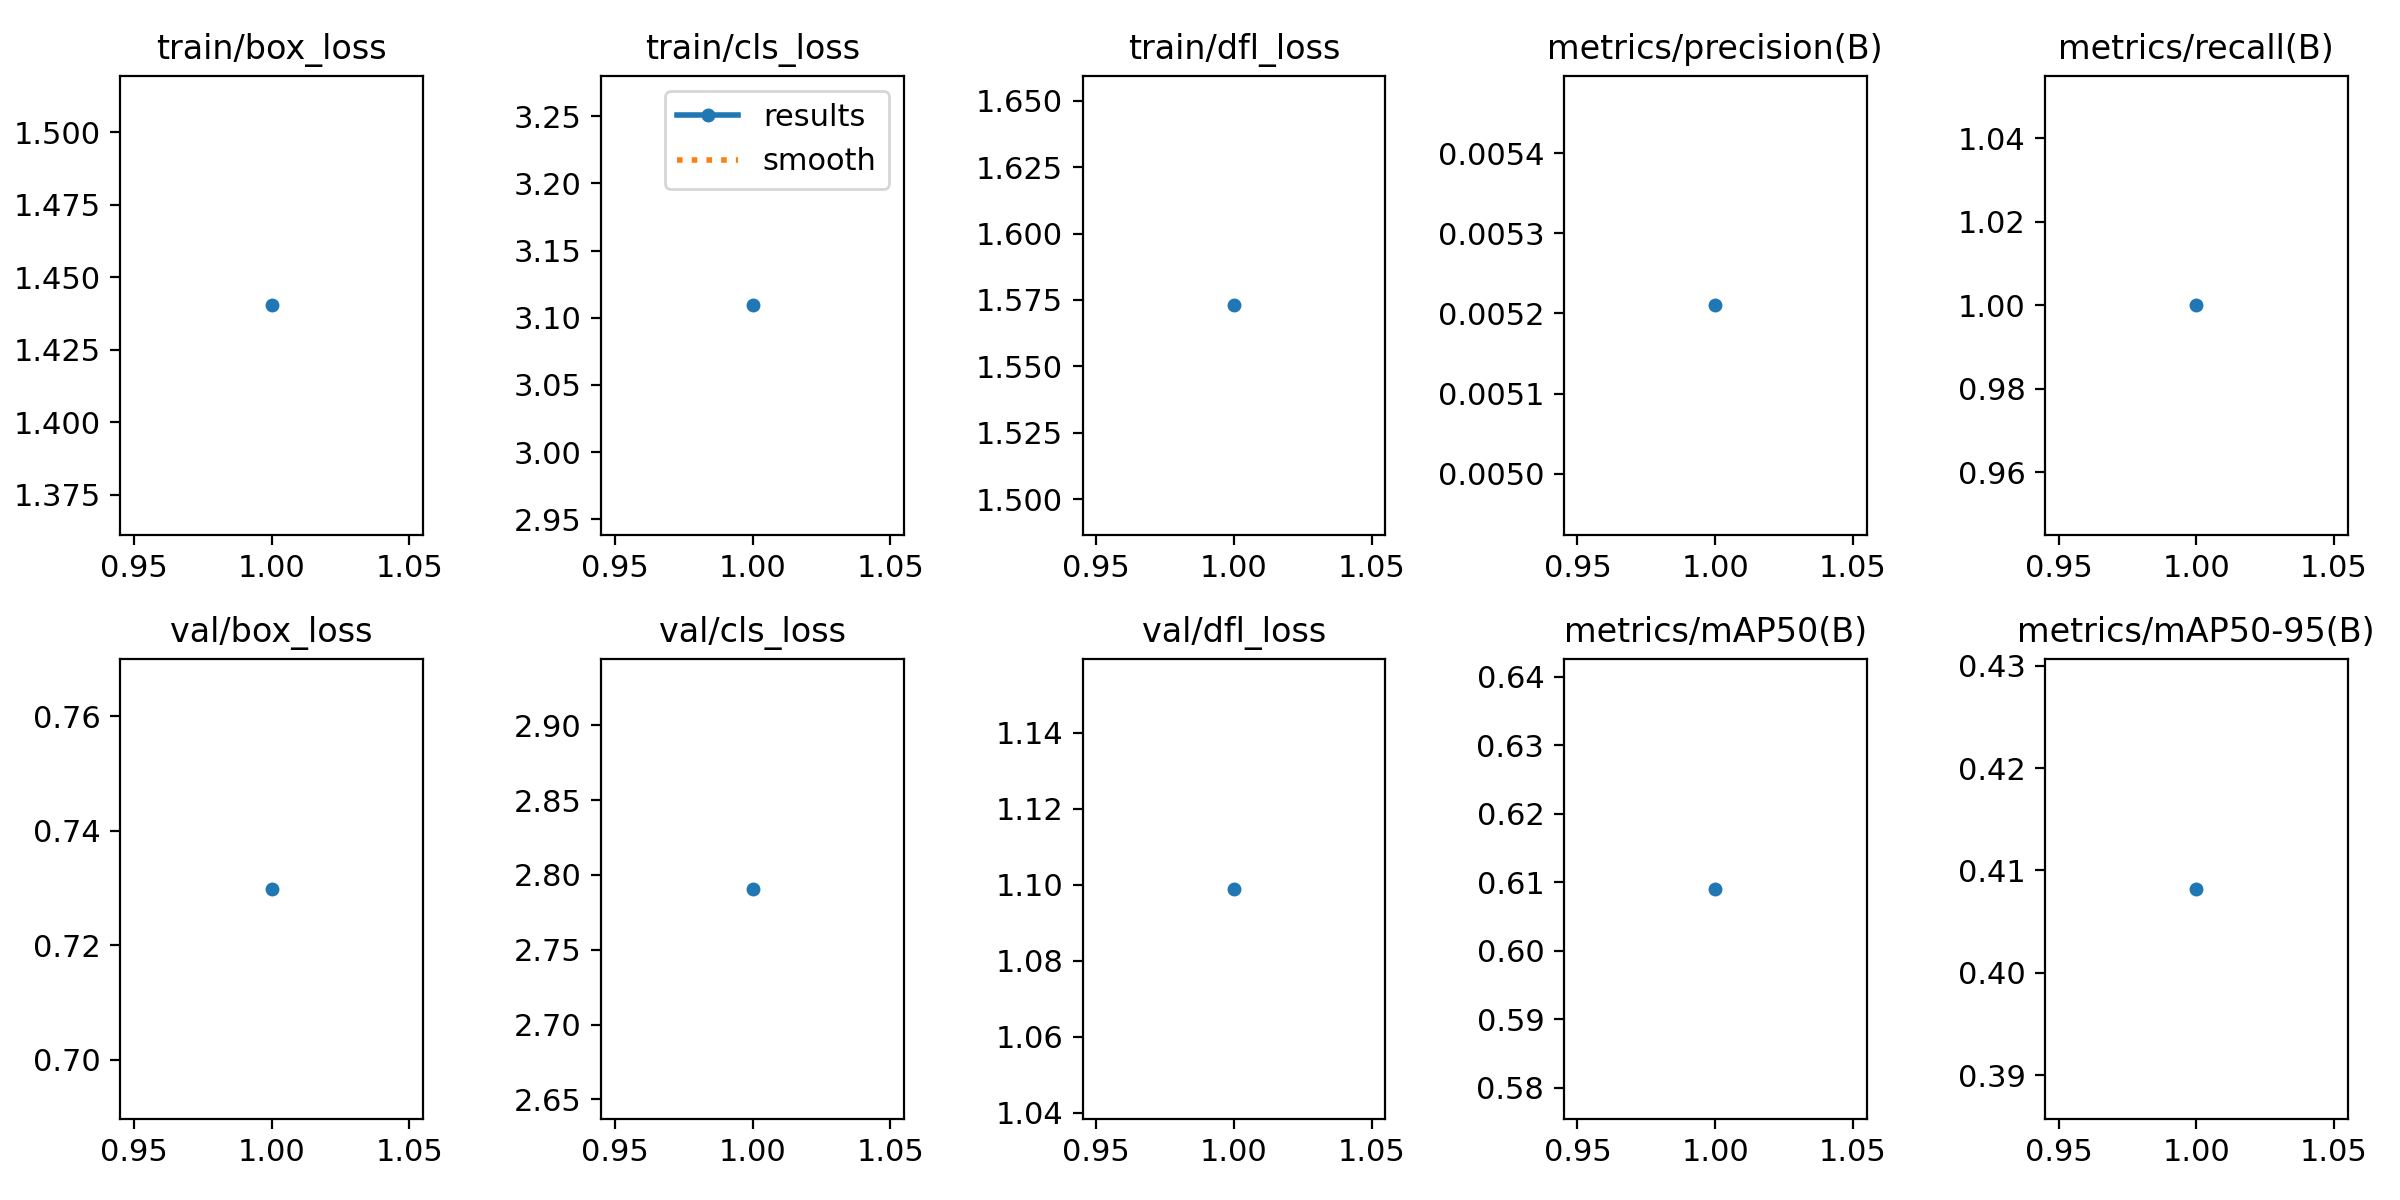 train/box_loss
1.500
1.475
1.450
1.425
1.400
1.375
0.95 1.00 1.05
train/cls_loss
results
smooth
3.25
3.20
3.15
3.10
3.05
3.00
2.95
0.95 1.00 1.05
train/dfl_loss
1.650
1.625
1.600
1.575
1.550
1.525
1.500
0.95 1.00 1.05
metrics/precision(B)
0.0054
0.0053
0.0052
0.0051
0.0050
0.95 1.00 1.05
metrics/recall(B)
1.04
1.02
1.00
0.98
0.96
0.95 1.00 1.05
val/box_loss
0.76
0.74
0.72
0.70
0.95 1.00 1.05
val/cls_loss
2.90
2.85
2.80
2.75
2.70
2.65
0.95 1.00 1.05
val/dfl_loss
1.14
1.12
1.10
1.08
1.06
1.04
0.95 1.00 1.05
metrics/mAP50(B)
0.64
0.63
0.62
0.61
0.60
0.59
0.58
0.95 1.00 1.05
metrics/mAP50-95(B)
0.43
0.42
0.41
0.40
0.39
0.95 1.00 1.05